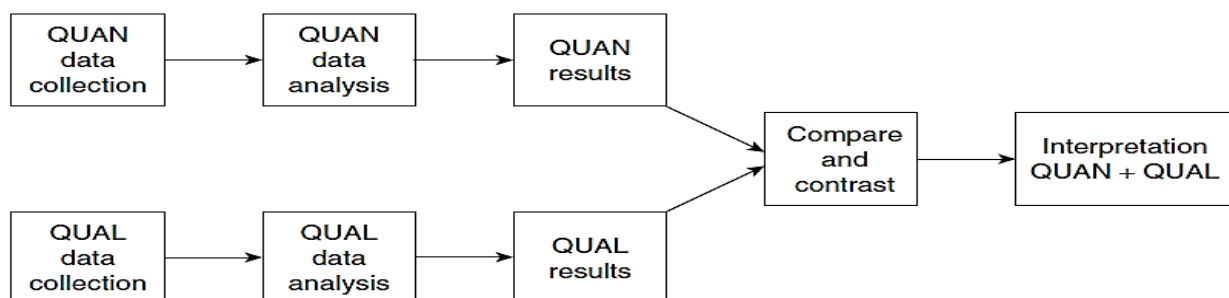 QUAN
data
collection
QUAN
data
analysis
QUAN
results
Compare
and
contrast
Interpretation
QUAN + QUAL
QUAL
data
collection
QUAL
data
analysis
QUAL
results